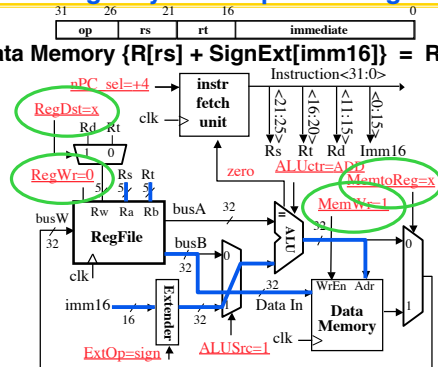 31 26 21 16 0
op rs rt immediate
ata Memory {R[rs] + SignExt[imm16]} = R
nPC_sel=+4
instr fetch unit
Instruction<31:0>
RegDst=x
clk
<21:25>
<16:20>
<11:15>
<0:15>
Rd Rt
1 0
Rs Rt Rd Imm16
zero
ALUctr=ADD
RegWr=0
Rs Rt
5 5 5
MemtoReg=x
MemWr=1
busW
32
Rw Ra Rb
RegFile
busA
32
=
ALU
32
busB
32
0
0
clk
WrEn Adr
imm16
16
Extender
32
1
32
Data In
Data Memory
1
clk
ExtOp=sign
ALUSrc=1